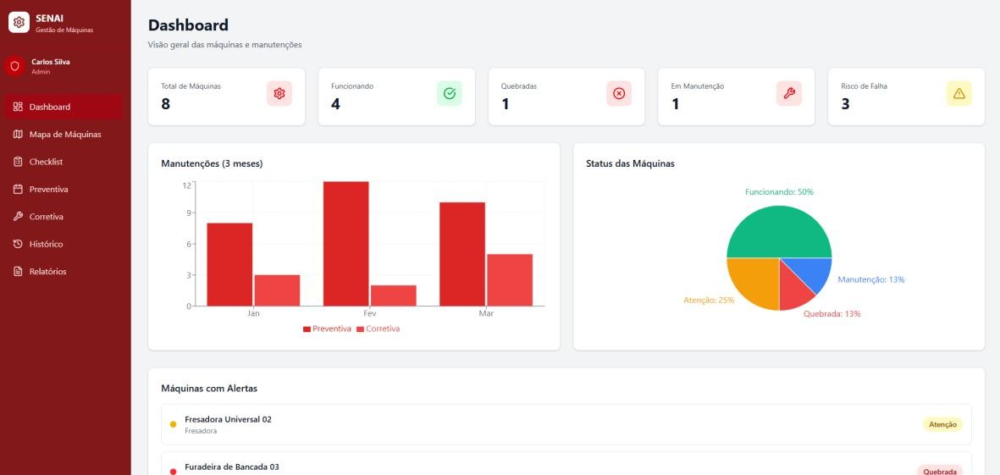 SENAI
Gestão de Máquinas
Carlos Silva
Admin
Dashboard
Mapa de Máquinas
Checklist
Preventiva
Corretiva
Histórico
Relatórios
Dashboard
Visão geral das máquinas e manutenções
Total de Máquinas
8
Funcionando
4
Quebradas
1
Em Manutenção
1
Risco de Falha
3
Manutenções (3 meses)
12
9
6
3
0
Jan
Fev
Mar
Preventiva
Corretiva
Status das Máquinas
Funcionando: 50%
Manutenção: 13%
Atenção: 25%
Quebrada: 13%
Máquinas com Alertas
Fresadora Universal 02
Fresadora
Atenção
Furadeira de Bancada 03
Quebrada